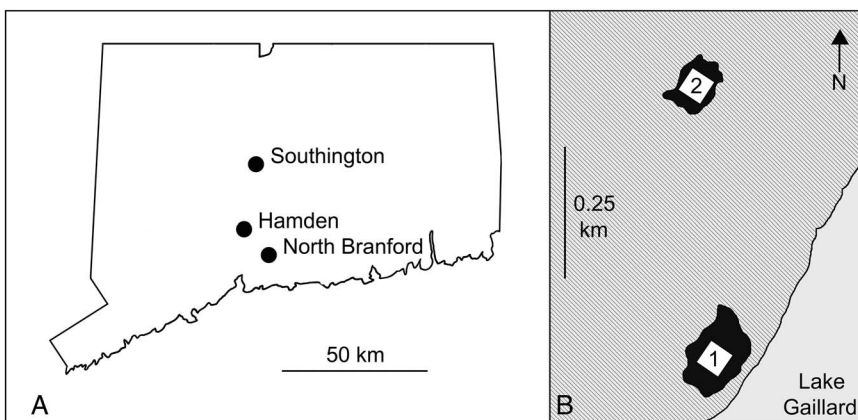 Southington
Hamden
North Branford
50 km
A
2
N
0.25
km
1
B
Lake
Gaillard